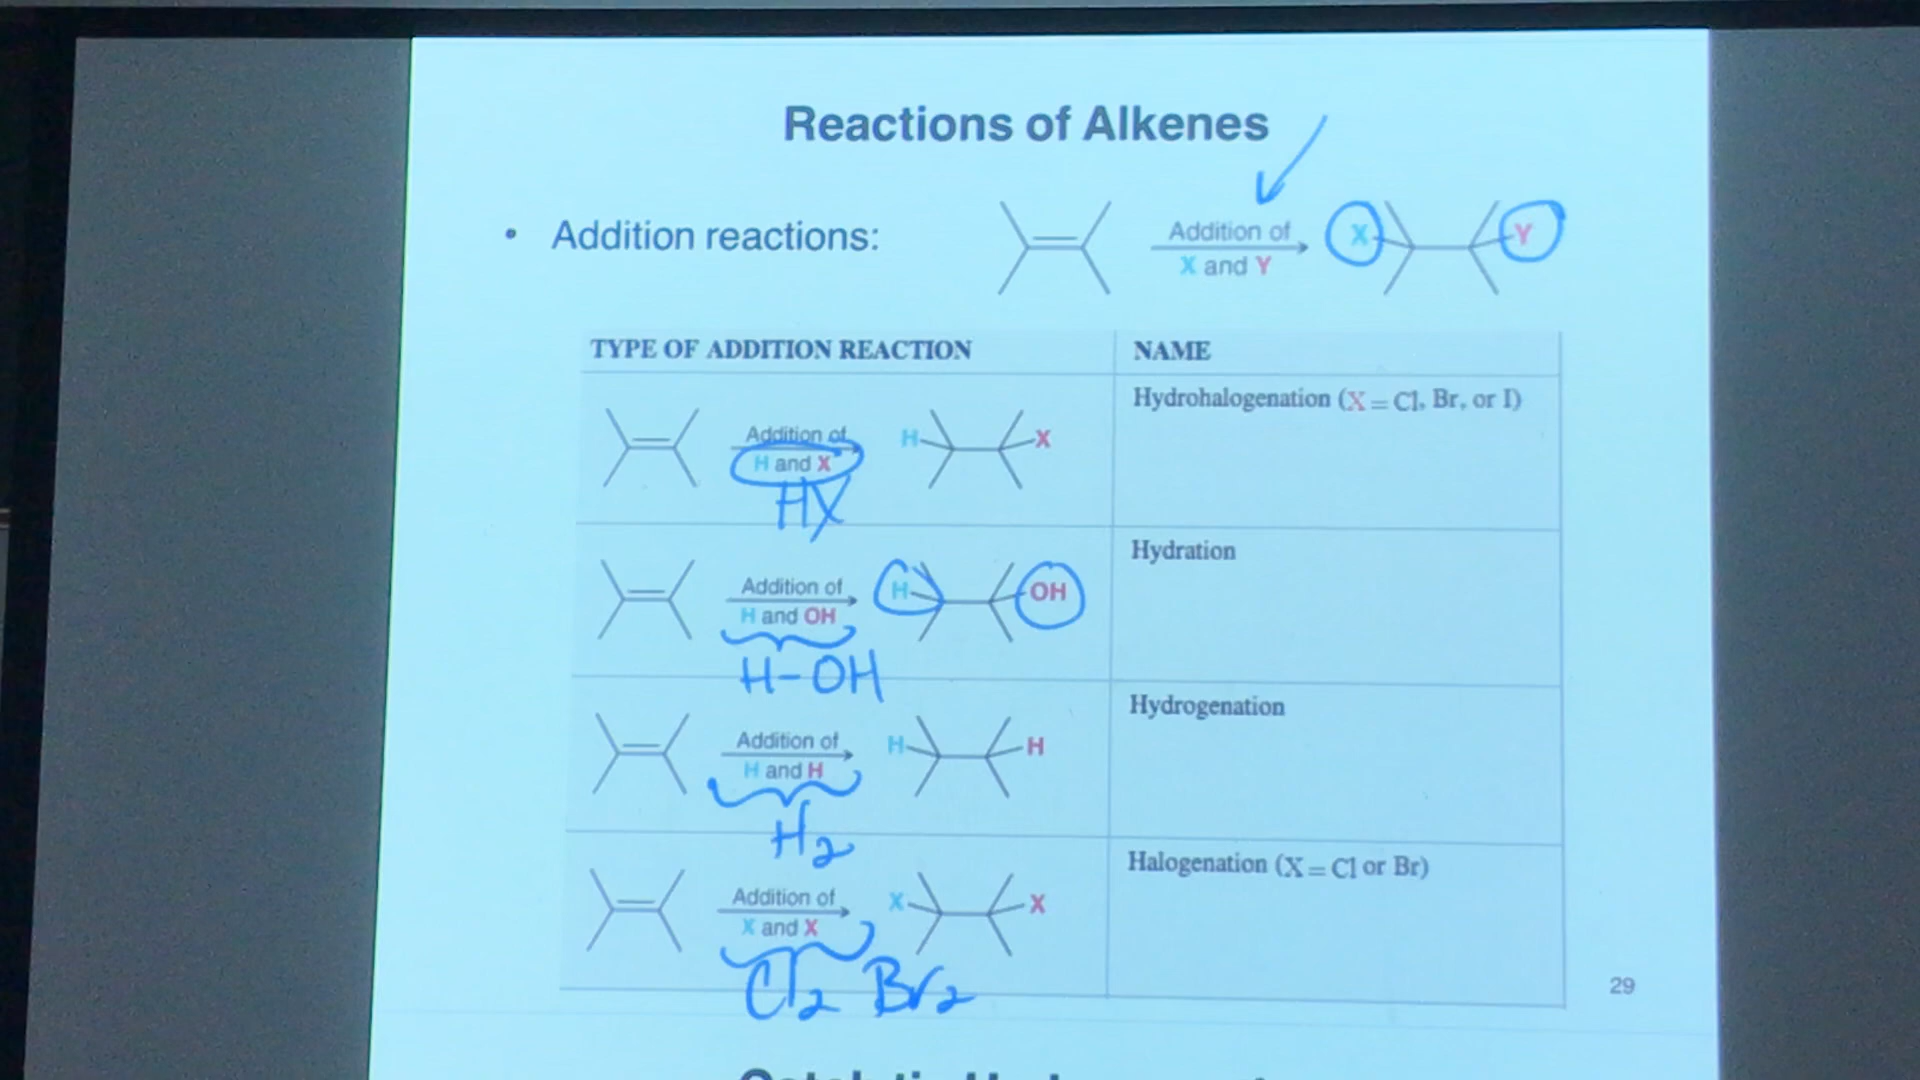 Reactions of Alkenes
• Addition reactions:
Addition of
X and Y
X
Y
TYPE OF ADDITION REACTION
NAME
Addition of
H and X
HX
H
X
Hydrohalogenation (X = Cl, Br, or I)
Addition of
H and OH
H-OH
H
OH
Hydration
Addition of
H and H
H2
H
H
Hydrogenation
Addition of
X and X
Cl2 Br2
X
X
Halogenation (X = Cl or Br)
29